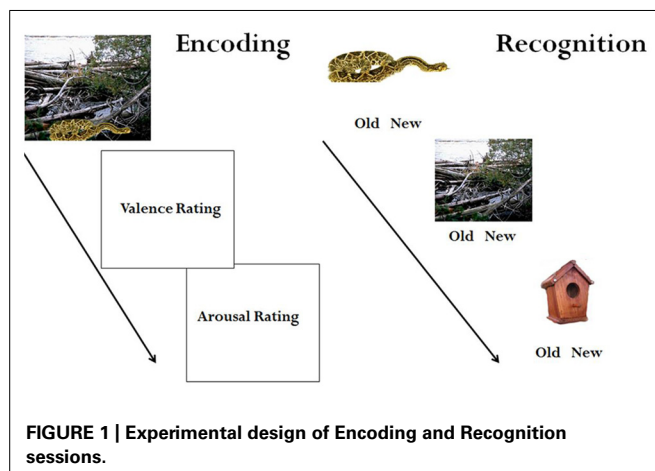 Encoding
Recognition
Old New
Valence Rating
Old New
Arousal Rating
Old New
FIGURE 1 | Experimental design of Encoding and Recognition
sessions.